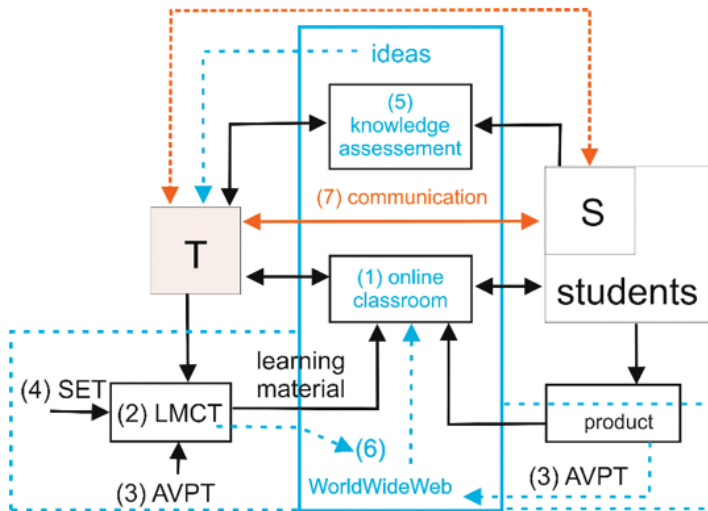 ideas
(5)
knowledge
assessement
(7) communication
T
S
students
(1) online
classroom
learning
material
(4) SET
(2) LMCT
(6)
product
(3) AVPT
WorldWideWeb
(3) AVPT